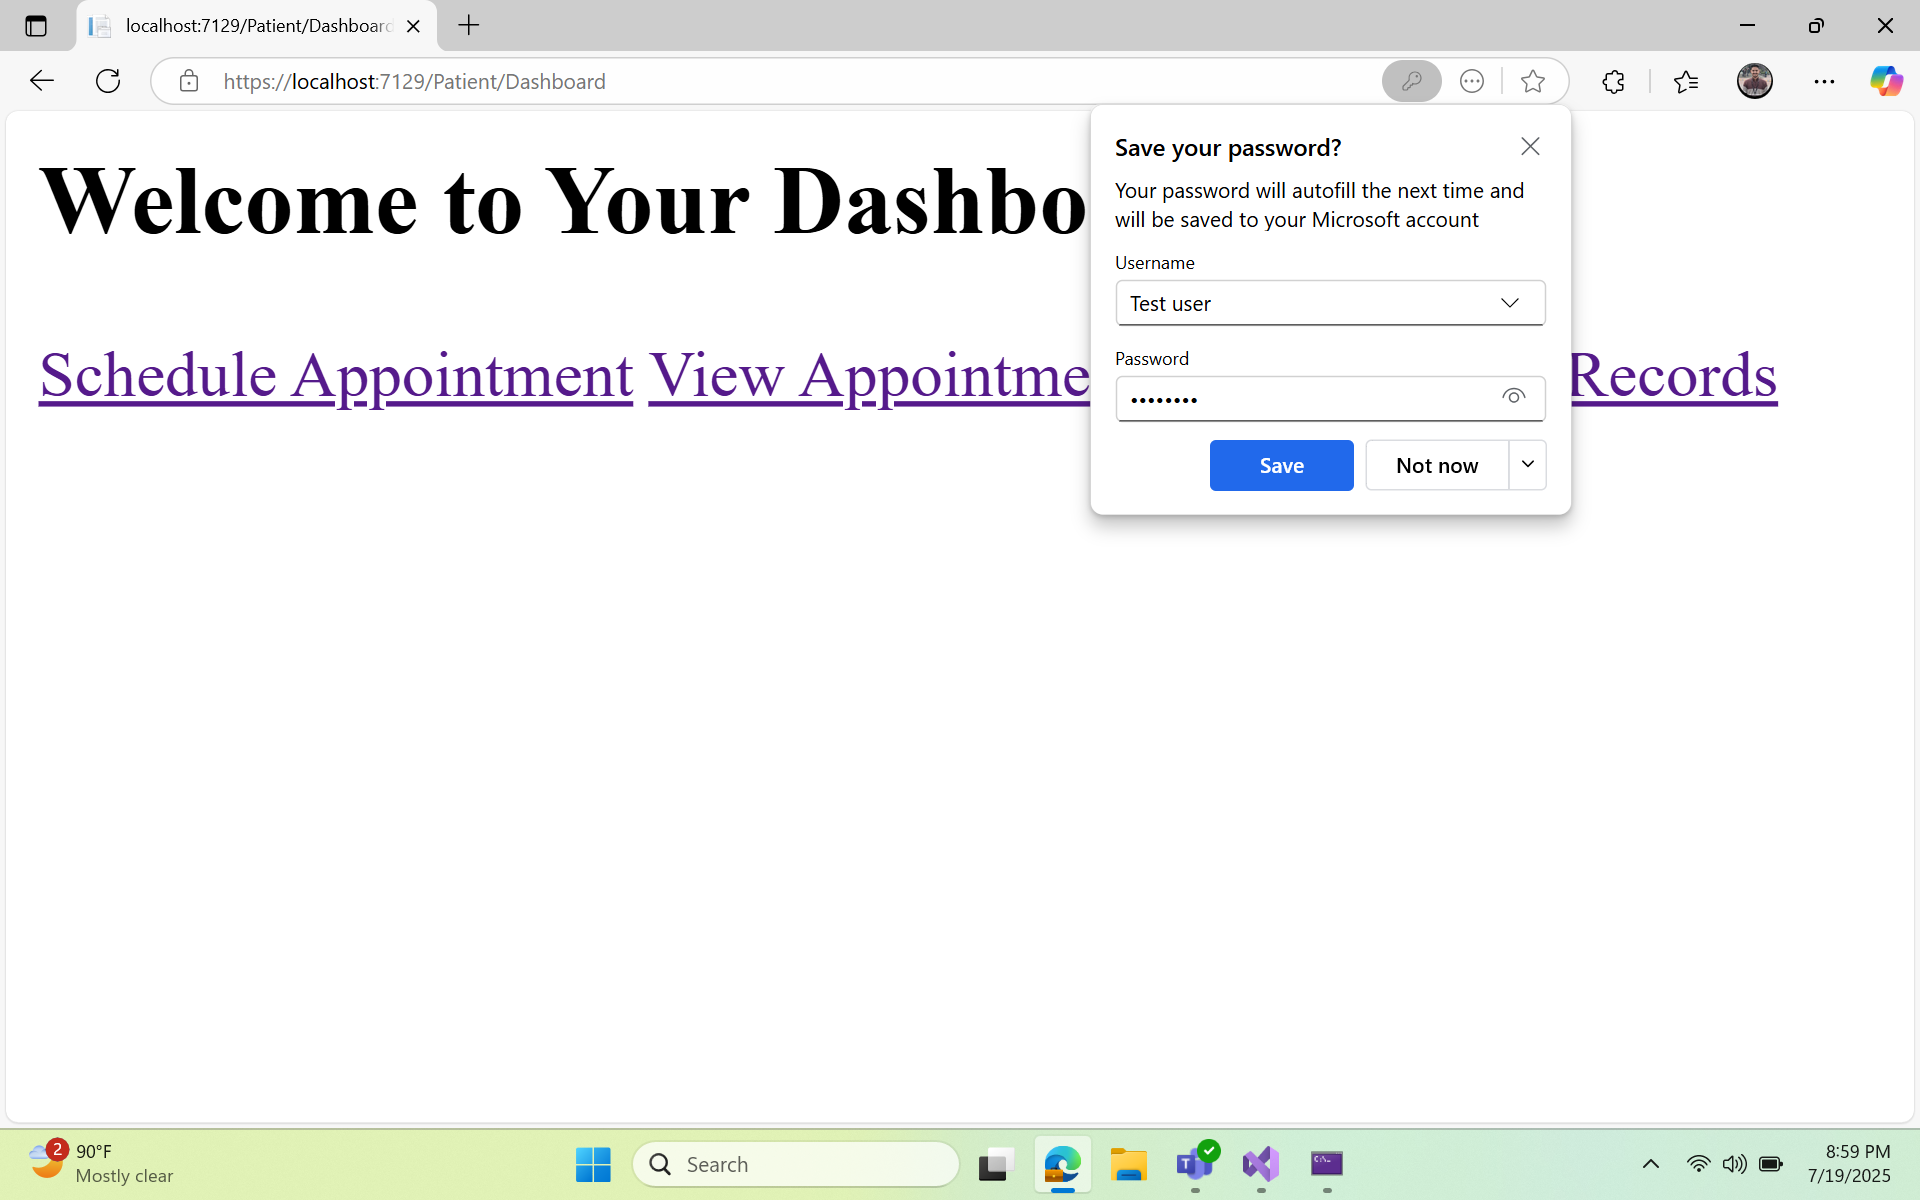 localhost:7129/Patient/Dashboard
https://localhost:7129/Patient/Dashboard
Welcome to Your Dashbo
Schedule Appointment View Appointme Records
Save your password?
Your password will autofill the next time and
will be saved to your Microsoft account
Username
Test user
Password
••••••••
Save
Not now
2
90°F
Mostly clear
Search
8:59 PM
7/19/2025